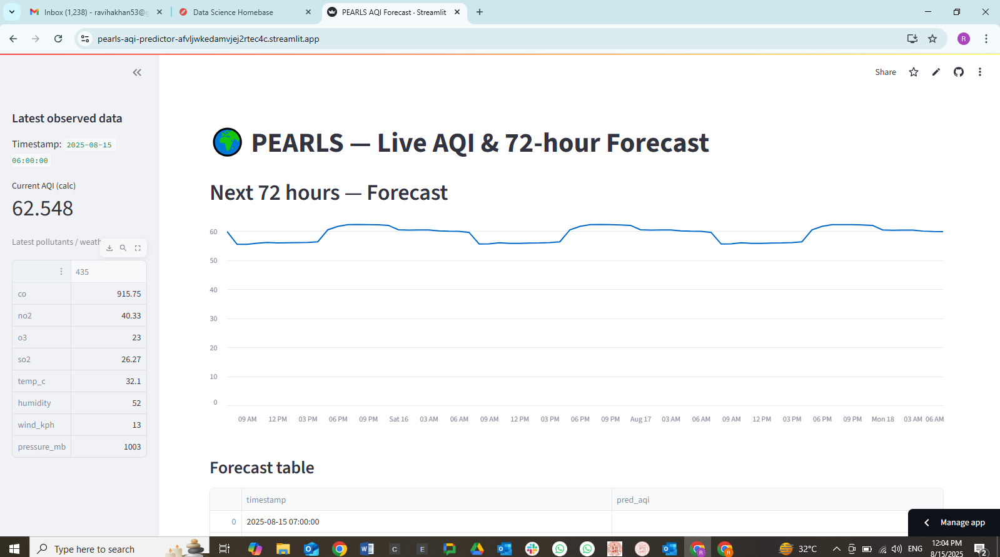 Inbox (1,238) - ravihakhan53@g
Data Science Homebase
PEARLS AQI Forecast · Streamlit
pearls-aqi-predictor-afvljwkedamvjej2rtec4c.streamlit.app
R
Share
Latest observed data
Timestamp: 2025-08-15
06:00:00
Current AQI (calc)
62.548
Latest pollutants / weathe
435
co 915.75
no2 40.33
o3 23
so2 26.27
temp_c 32.1
humidity 52
wind_kph 13
pressure_mb 1003
PEARLS — Live AQI & 72-hour Forecast
Next 72 hours — Forecast
60
50
40
30
20
10
0
09 AM 12 PM 03 PM 06 PM 09 PM Sat 16 03 AM 06 AM 09 AM 12 PM 03 PM 06 PM 09 PM Aug 17 03 AM 06 AM 09 AM 12 PM 03 PM 06 PM 09 PM Mon 18 03 AM 06 AM
Forecast table
timestamp pred_aqi
0 2025-08-15 07:00:00
Manage app
Type here to search
C
E
R
R
32°C
ENG
12:04 PM
8/15/2025
2